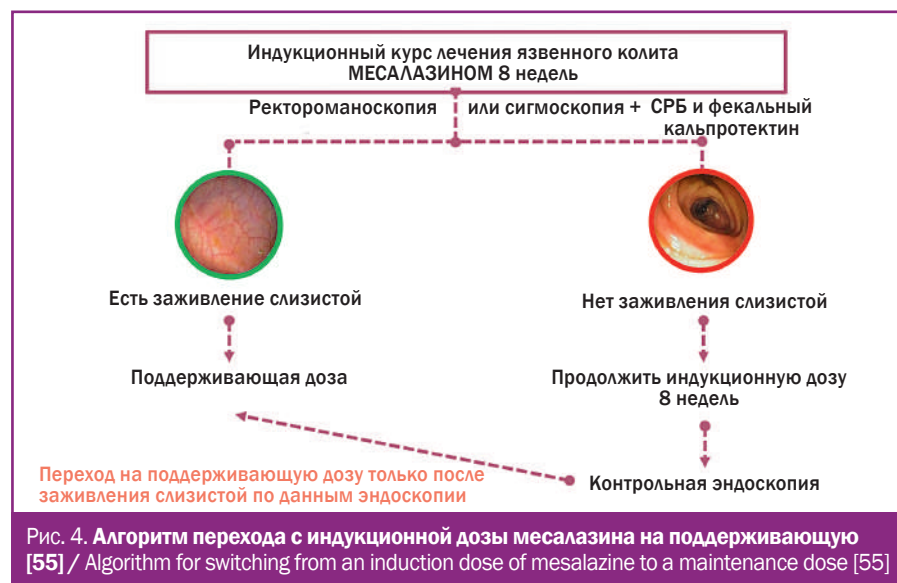 Индукционный курс лечения язвенного колита
МЕСАЛАЗИНОМ 8 недель
Ректороманоскопия или сигмоскопия + СРБ и фекальный
кальпротектин
Есть заживление слизистой
Нет заживления слизистой
Поддерживающая доза
Продолжить индукционную дозу
8 недель
Переход на поддерживающую дозу только после
заживления слизистой по данным эндоскопии
Контрольная эндоскопия
Рис. 4. Алгоритм перехода с индукционной дозы месалазина на поддерживающую
[55] / Algorithm for switching from an induction dose of mesalazine to a maintenance dose [55]